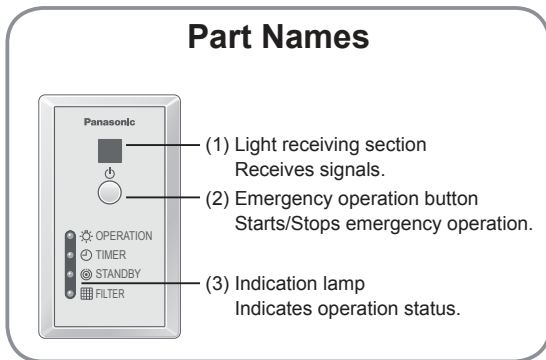 Part Names
Panasonic
(1) Light receiving section
Receives signals.
(2) Emergency operation button
Starts/Stops emergency operation.
OPERATION
TIMER
STANDBY
FILTER
(3) Indication lamp
Indicates operation status.